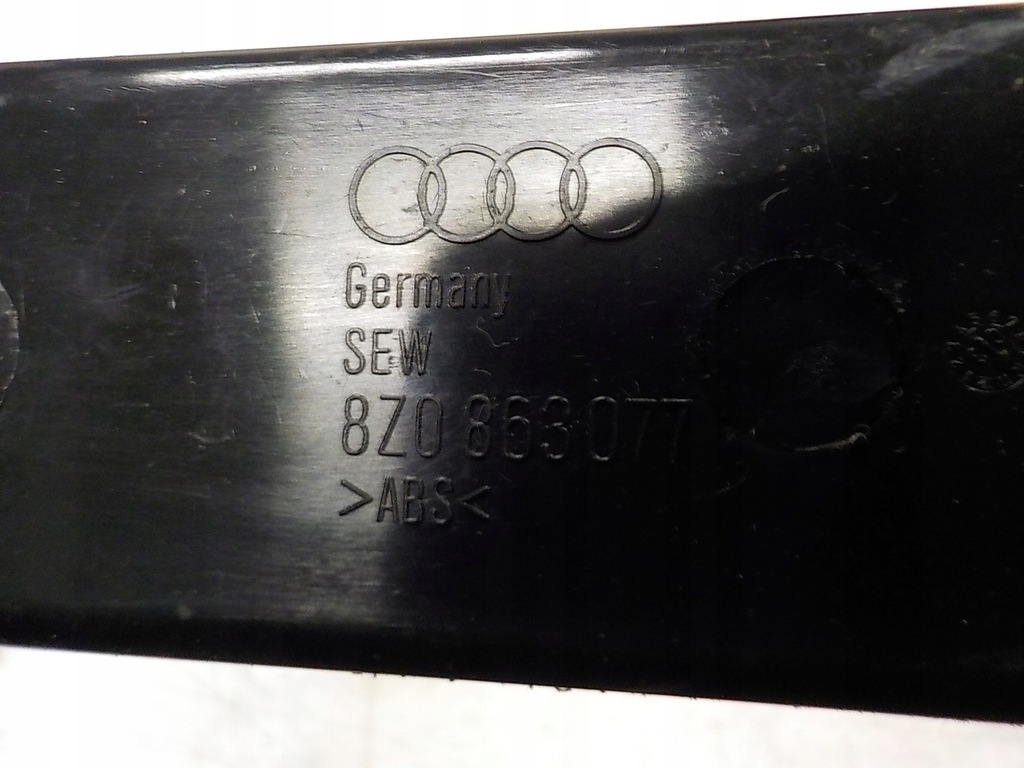 Germany
SEW
8Z0 863 077
>ABS<